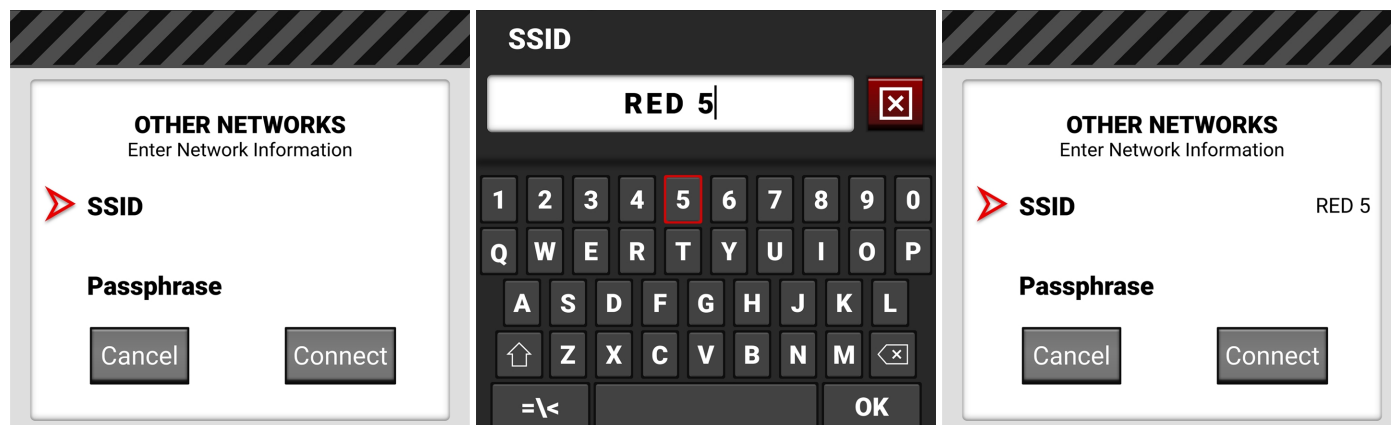 OTHER NETWORKS
Enter Network Information
SSID
Passphrase
Cancel Connect
SSID
RED 5
1 2 3 4 5 6 7 8 9 0
Q W E R T Y U I O P
A S D F G H J K L
Z X C V B N M
=\< OK
OTHER NETWORKS
Enter Network Information
SSID RED 5
Passphrase
Cancel Connect